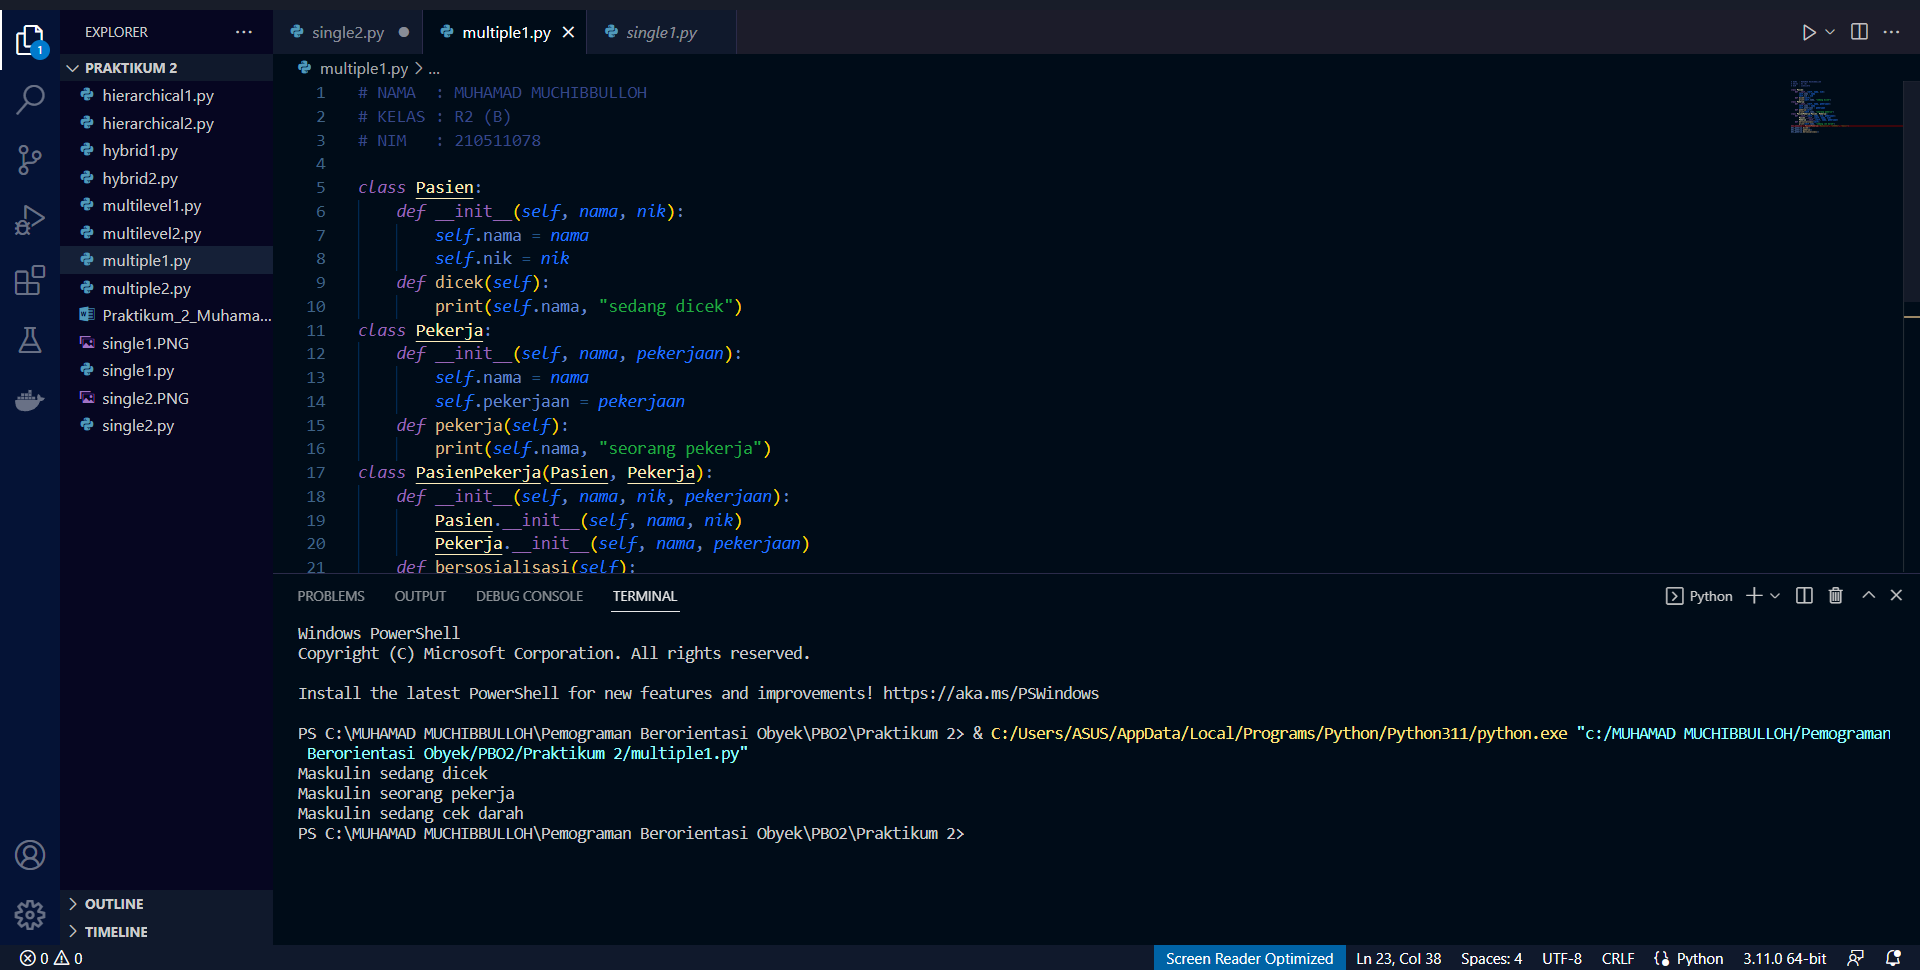 EXPLORER
single2.py
multiple1.py
single1.py
PRAKTIKUM 2
multiple1.py > ...
hierarchical1.py
hierarchical2.py
hybrid1.py
hybrid2.py
multilevel1.py
multilevel2.py
multiple1.py
multiple2.py
Praktikum_2_Muhama...
single1.PNG
single1.py
single2.PNG
single2.py
OUTLINE
TIMELINE
1 # NAMA  : MUHAMAD MUCHIBBULLOH
2 # KELAS : R2 (B)
3 # NIM   : 210511078
4
5 class Pasien:
6     def __init__(self, nama, nik):
7         self.nama = nama
8         self.nik = nik
9     def dicek(self):
10         print(self.nama, "sedang dicek")
11 class Pekerja:
12     def __init__(self, nama, pekerjaan):
13         self.nama = nama
14         self.pekerjaan = pekerjaan
15     def pekerja(self):
16         print(self.nama, "seorang pekerja")
17 class PasienPekerja(Pasien, Pekerja):
18     def __init__(self, nama, nik, pekerjaan):
19         Pasien.__init__(self, nama, nik)
20         Pekerja.__init__(self, nama, pekerjaan)
21     def bersosialisasi(self):
PROBLEMS OUTPUT DEBUG CONSOLE TERMINAL
Python
Windows PowerShell
Copyright (C) Microsoft Corporation. All rights reserved.
Install the latest PowerShell for new features and improvements! https://aka.ms/PSWindows
PS C:\MUHAMAD MUCHIBBULLOH\Pemograman Berorientasi Obyek\PBO2\Praktikum 2> & C:/Users/ASUS/AppData/Local/Programs/Python/Python311/python.exe "c:/MUHAMAD MUCHIBBULLOH/Pemograman
Berorientasi Obyek/PBO2/Praktikum 2/multiple1.py"
Maskulin sedang dicek
Maskulin seorang pekerja
Maskulin sedang cek darah
PS C:\MUHAMAD MUCHIBBULLOH\Pemograman Berorientasi Obyek\PBO2\Praktikum 2>
0 0
Screen Reader Optimized Ln 23, Col 38 Spaces: 4 UTF-8 CRLF Python 3.11.0 64-bit
1